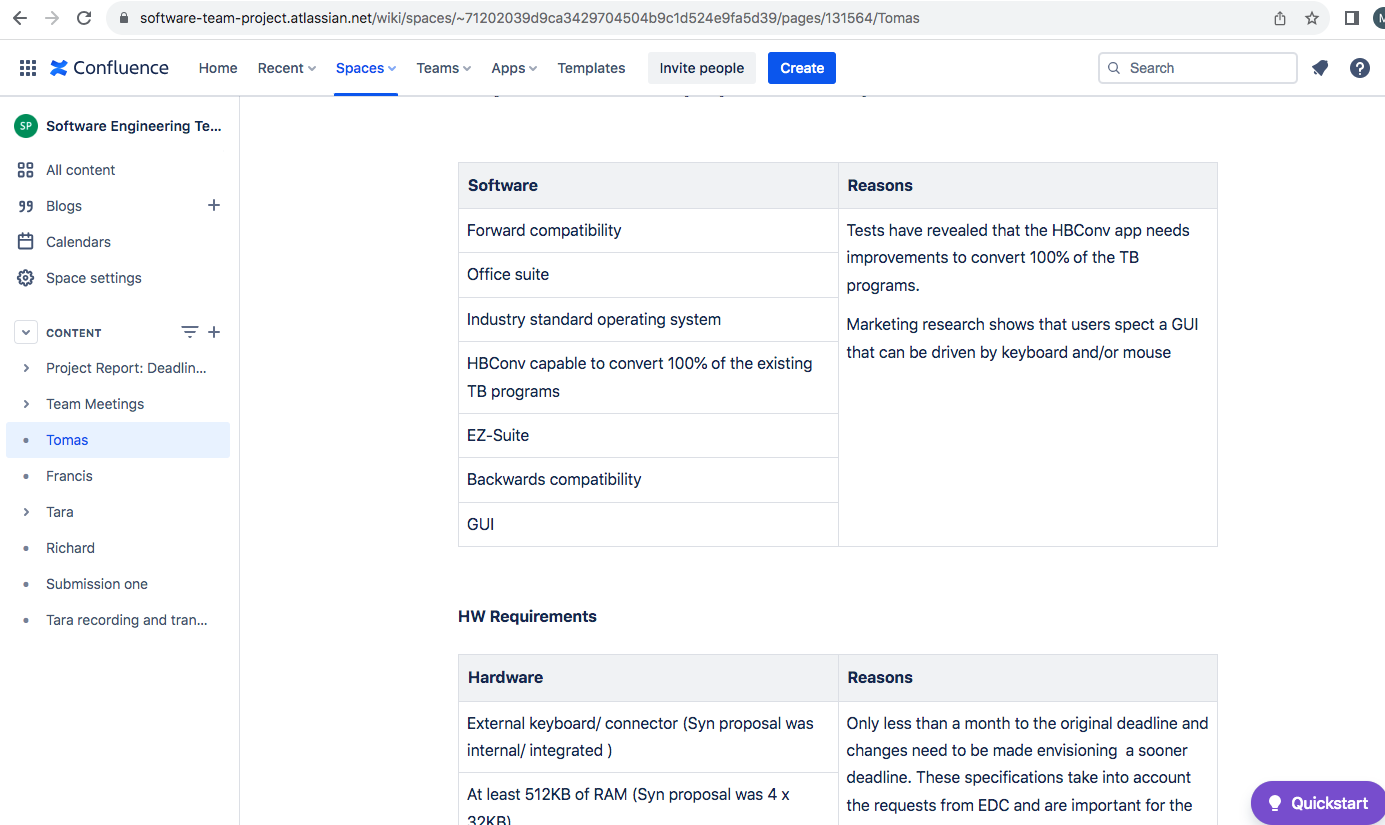 software-team-project.atlassian.net/wiki/spaces/~71202039d9ca3429704504b9c1d524e9fa5d39/pages/131564/Tomas
M
Confluence
Home
Recent
Spaces
Teams
Apps
Templates
Invite people
Create
Search
?
SP
Software Engineering Te...
All content
Blogs
Calendars
Space settings
CONTENT
Project Report: Deadlin...
Team Meetings
Tomas
Francis
Tara
Richard
Submission one
Tara recording and tran...
Software
Reasons
Forward compatibility
Office suite
Industry standard operating system
HBConv capable to convert 100% of the existing
TB programs
EZ-Suite
Backwards compatibility
GUI
Tests have revealed that the HBConv app needs
improvements to convert 100% of the TB
programs.
Marketing research shows that users spect a GUI
that can be driven by keyboard and/or mouse
HW Requirements
Hardware
Reasons
External keyboard/ connector (Syn proposal was
internal/ integrated )
At least 512KB of RAM (Syn proposal was 4 x
32KB)
Only less than a month to the original deadline and
changes need to be made envisioning  a sooner
deadline. These specifications take into account
the requests from EDC and are important for the
Quickstart